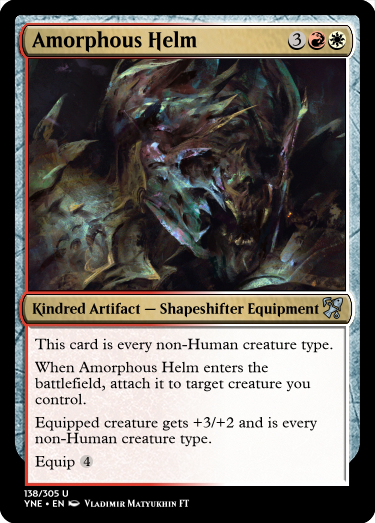 Amorphous Helm 3
Kindred Artifact — Shapeshifter Equipment
This card is every non-Human creature type.
When Amorphous Helm enters the
battlefield, attach it to target creature you
control.
Equipped creature gets +3/+2 and is every
non-Human creature type.
Equip 4
138/305 U
YNE • EN Vladimir Matyukhin FT